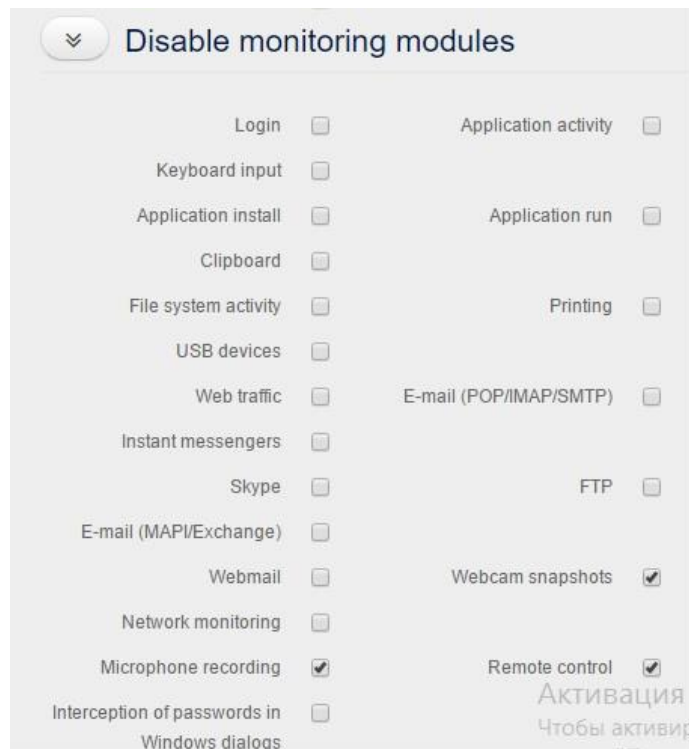 Disable monitoring modules
Login
Application activity
Keyboard input
Application install
Application run
Clipboard
File system activity
Printing
USB devices
Web traffic
E-mail (POP/IMAP/SMTP)
Instant messengers
Skype
FTP
E-mail (MAPI/Exchange)
Webmail
Webcam snapshots
Network monitoring
Microphone recording
Remote control
Активация
Interception of passwords in
Чтобы активир
Windows dialogs